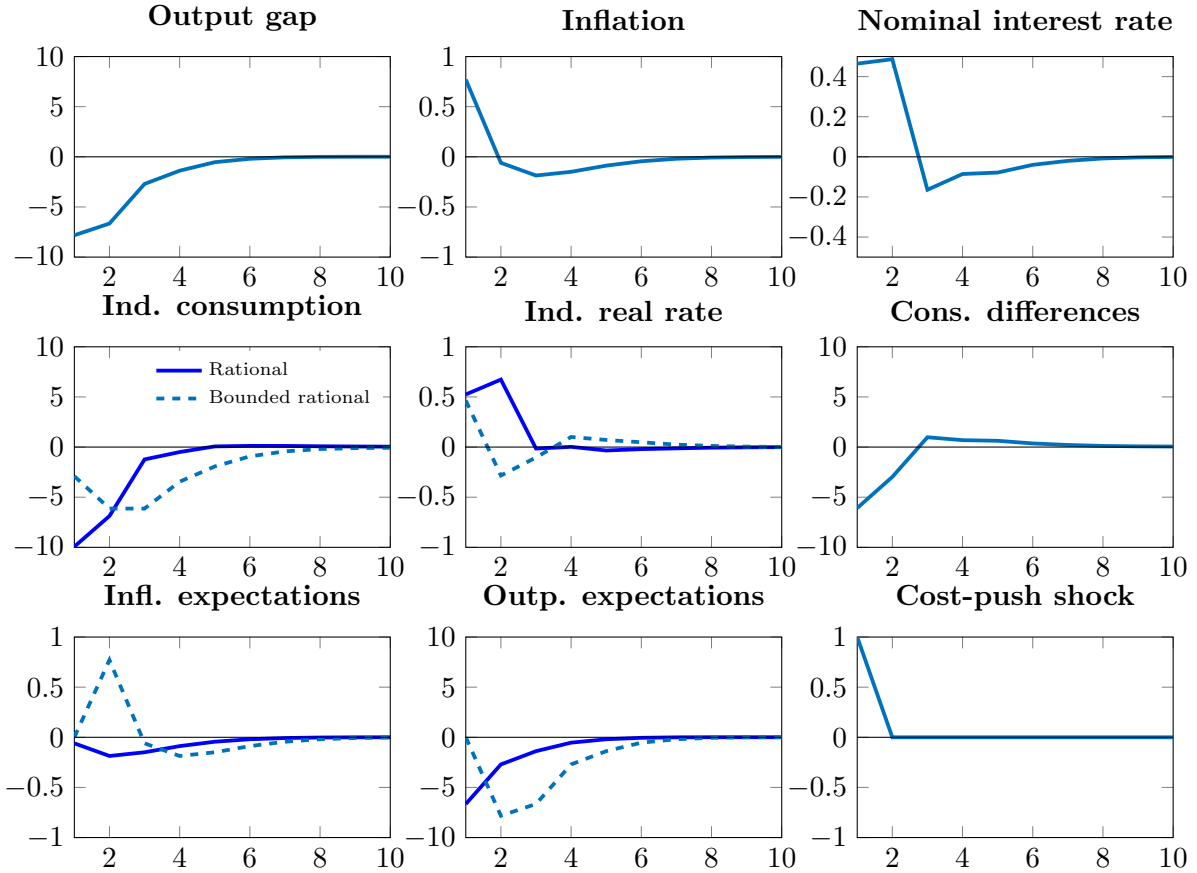 Output gap
Inflation
Nominal interest rate
10
5
0
−5
−10
2 4 6 8 10
1
0.5
0
−0.5
−1
2 4 6 8 10
0.4
0.2
0
−0.2
−0.4
2 4 6 8 10
Ind. consumption
Ind. real rate
Cons. differences
10
5
0
−5
−10
Rational
Bounded rational
2 4 6 8 10
1
0.5
0
−0.5
−1
2 4 6 8 10
10
5
0
−5
−10
2 4 6 8 10
Infl. expectations
Outp. expectations
Cost-push shock
1
0.5
0
−0.5
−1
2 4 6 8 10
10
5
0
−5
−10
2 4 6 8 10
1
0.5
0
−0.5
−1
2 4 6 8 10